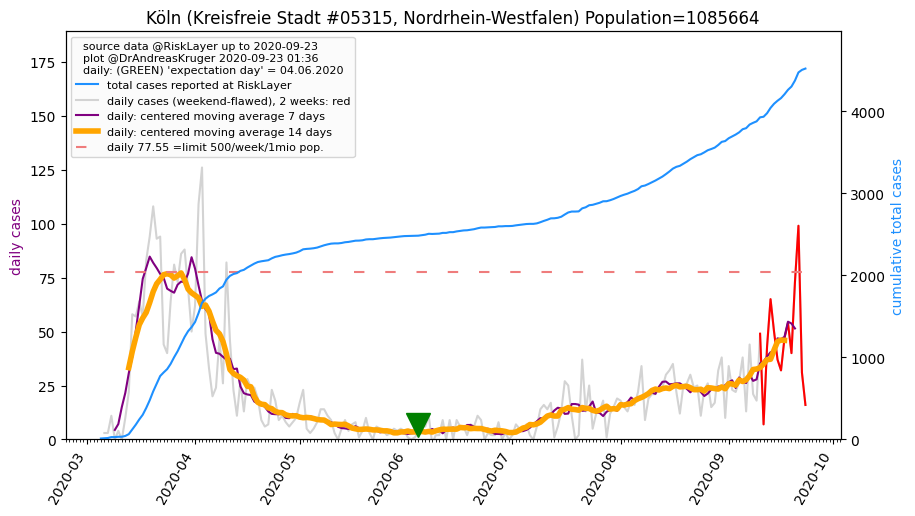 Köln (Kreisfreie Stadt #05315, Nordrhein-Westfalen) Population=1085664
source data @RiskLayer up to 2020-09-23
plot @DrAndreasKruger 2020-09-23 01:36
daily: (GREEN) 'expectation day' = 04.06.2020
total cases reported at RiskLayer
daily cases (weekend-flawed), 2 weeks: red
daily: centered moving average 7 days
daily: centered moving average 14 days
daily 77.55 =limit 500/week/1mio pop.
daily cases
175
150
125
100
75
50
25
0
cumulative total cases
4000
3000
2000
1000
0
2020-03
2020-04
2020-05
2020-06
2020-07
2020-08
2020-09
2020-10